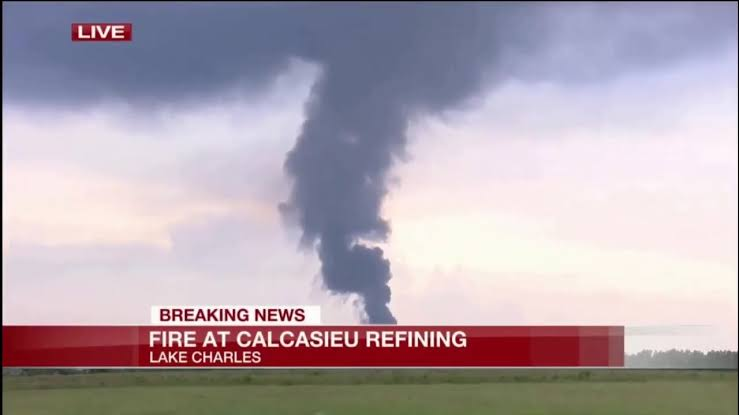 LIVE
BREAKING NEWS
FIRE AT CALCASIEU REFINING
LAKE CHARLES